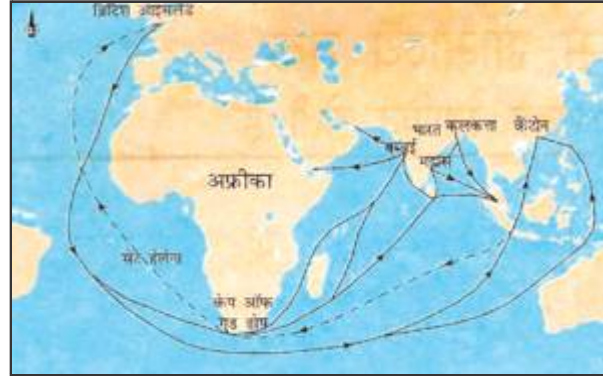 ब्रिटिश आइसलैंड
भारत
कलकत्ता
कैंटोन
बम्बई
मद्रास
अफ्रीका
सेंट हेलेना
केप ऑफ
गुड होप